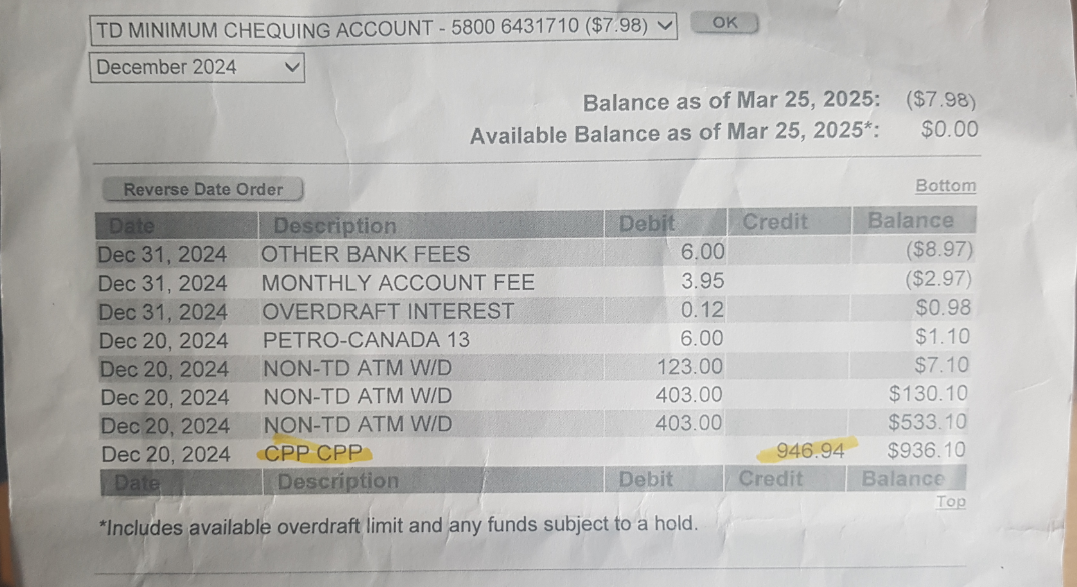 TD MINIMUM CHEQUING ACCOUNT - 5800 6431710 ($7.98) OK
December 2024
Balance as of Mar 25, 2025: ($7.98)
Available Balance as of Mar 25, 2025*: $0.00
Reverse Date Order Bottom
Date Description Debit Credit Balance
Dec 31, 2024 OTHER BANK FEES 6.00 ($8.97)
Dec 31, 2024 MONTHLY ACCOUNT FEE 3.95 ($2.97)
Dec 31, 2024 OVERDRAFT INTEREST 0.12 $0.98
Dec 20, 2024 PETRO-CANADA 13 6.00 $1.10
Dec 20, 2024 NON-TD ATM W/D 123.00 $7.10
Dec 20, 2024 NON-TD ATM W/D 403.00 $130.10
Dec 20, 2024 NON-TD ATM W/D 403.00 $533.10
Dec 20, 2024 CPP CPP 946.94 $936.10
Date Description Debit Credit Balance
Top
*Includes available overdraft limit and any funds subject to a hold.